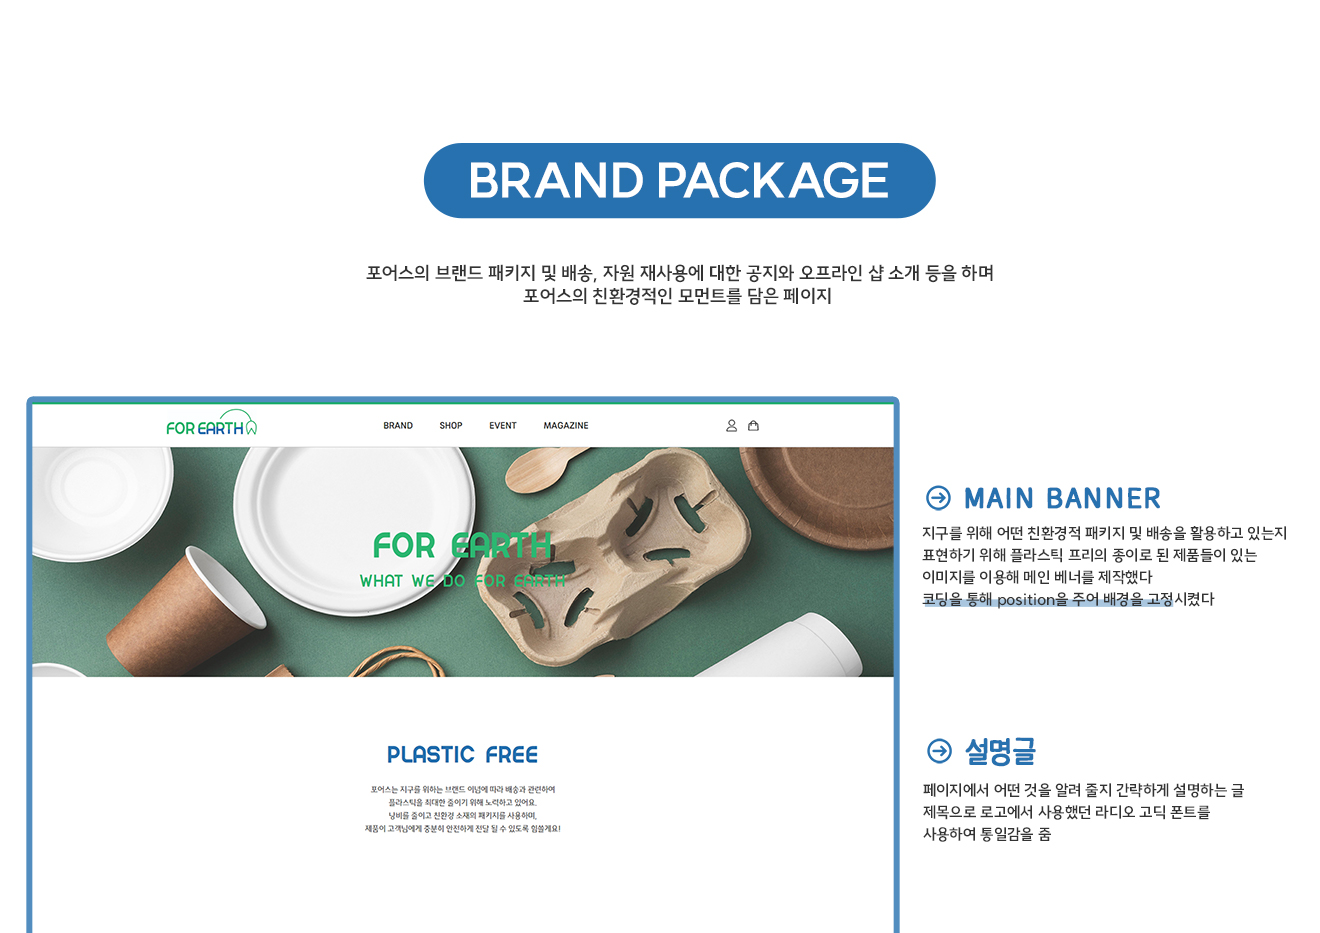 BRAND PACKAGE
포어스의 브랜드 패키지 및 배송, 자원 재사용에 대한 공지와 오프라인 샵 소개 등을 하며
포어스의 친환경적인 모먼트를 담은 페이지
FOR EARTH
BRAND SHOP EVENT MAGAZINE
FOR EARTH
WHAT WE DO FOR EARTH
PLASTIC FREE
포어스는 지구를 위하는 브랜드 이념에 따라 배송과 관련하여
플라스틱을 최대한 줄이기 위해 노력하고 있어요.
낭비를 줄이고 친환경 소재의 패키지를 사용하며,
제품이 고객님에게 충분히 안전하게 전달 될 수 있도록 힘쓸게요!
MAIN BANNER
지구를 위해 어떤 친환경적 패키지 및 배송을 활용하고 있는지
표현하기 위해 플라스틱 프리의 종이로 된 제품들이 있는
이미지를 이용해 메인 베너를 제작했다
코딩을 통해 position을 주어 배경을 고정시켰다
설명글
페이지에서 어떤 것을 알려 줄지 간략하게 설명하는 글
제목으로 로고에서 사용했던 라디오 고딕 폰트를
사용하여 통일감을 줌